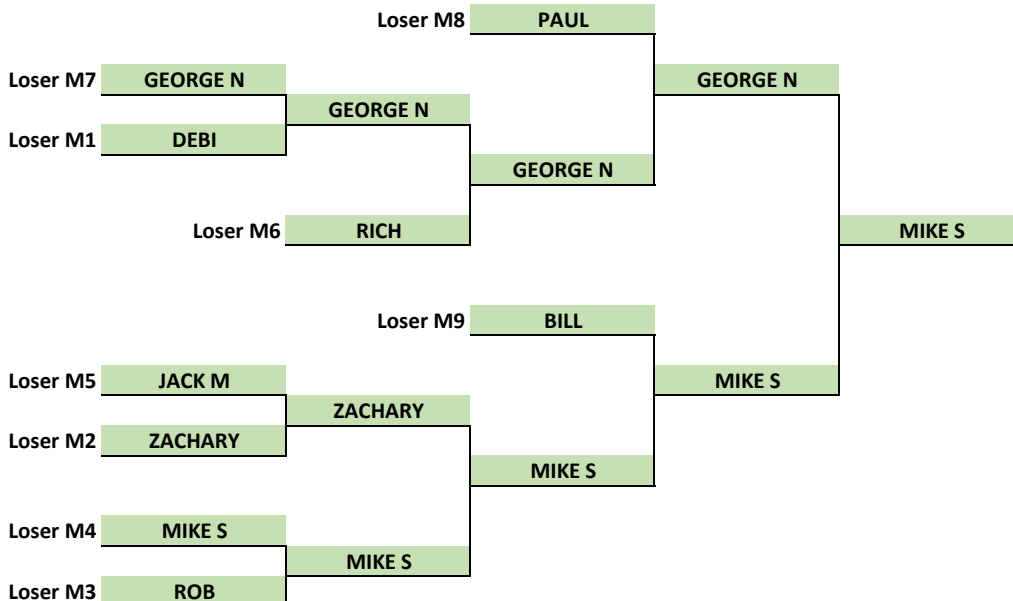 Loser M8 PAUL
Loser M7 GEORGE N GEORGE N
GEORGE N
Loser M1 DEBI
GEORGE N
Loser M6 RICH MIKE S
Loser M9 BILL
Loser M5 JACK M MIKE S
ZACHARY
Loser M2 ZACHARY
MIKE S
Loser M4 MIKE S
MIKE S
Loser M3 ROB